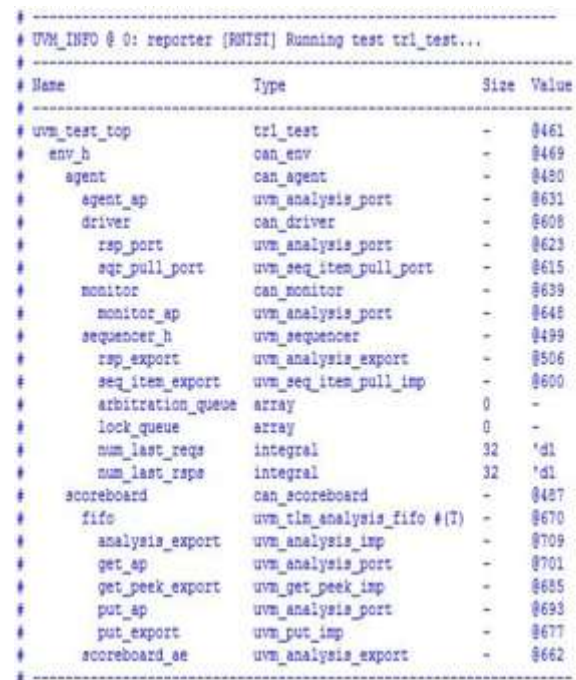 # ----------------------------------------------------------------
# UVM_INFO @ 0: reporter [RNTST] Running test tr1_test...
# ----------------------------------------------------------------
# Name Type Size Value
# ----------------------------------------------------------------
# uvm_test_top tr1_test - @461
# env_h can_env - @469
# agent can_agent - @480
# agent_ap uvm_analysis_port - @631
# driver can_driver - @608
# rsp_port uvm_analysis_port - @623
# sqr_pull_port uvm_seq_item_pull_port - @615
# monitor can_monitor - @639
# monitor_ap uvm_analysis_port - @648
# sequencer_h uvm_sequencer - @499
# rsp_export uvm_analysis_export - @506
# seq_item_export uvm_seq_item_pull_imp - @600
# arbitration_queue array 0 -
# lock_queue array 0 -
# num_last_reqs integral 32 'd1
# num_last_rsps integral 32 'd1
# scoreboard can_scoreboard - @487
# fifo uvm_tlm_analysis_fifo #(T) - @670
# analysis_export uvm_analysis_imp - @709
# get_ap uvm_analysis_port - @701
# get_peek_export uvm_get_peek_imp - @685
# put_ap uvm_analysis_port - @693
# put_export uvm_put_imp - @677
# scoreboard_ae uvm_analysis_export - @662
# ----------------------------------------------------------------